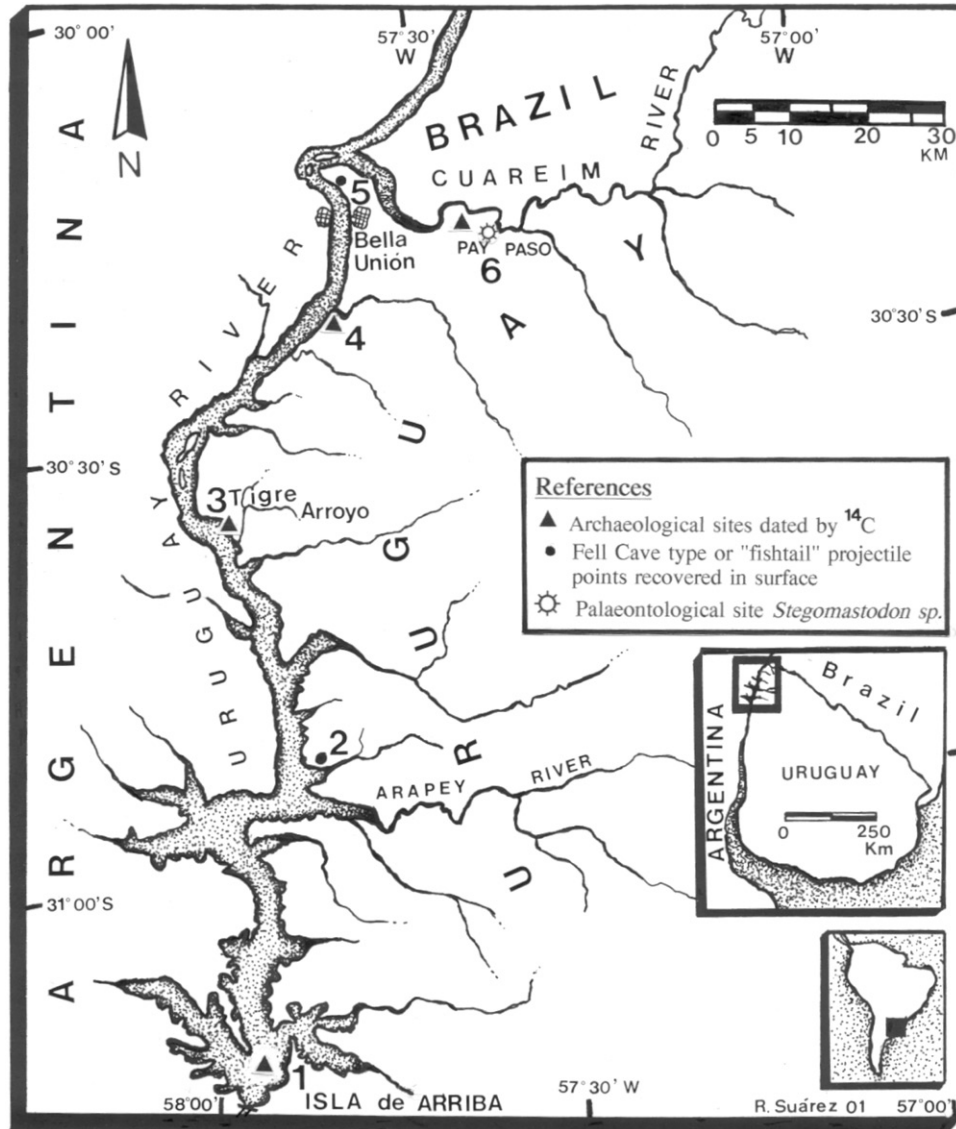 30° 00'
57° 30'
W
57° 00'
W
N
BRAZIL
RIVER
0 5 10 20 30
KM
CUAREIM
5
Bella
Unión
PAY PASO
6
4
30° 30' S
30° 30' S
3 Tigre
Arroyo
URUGUAY RIVER
ARGENTINA
URUGUAY
References
Archaeological sites dated by ¹⁴C
Fell Cave type or "fishtail" projectile
points recovered in surface
Palaeontological site Stegomastodon sp.
2
ARAPEY RIVER
31° 00' S
ARGENTINA
Brazil
URUGUAY
0 250
Km
1
58° 00'
ISLA de ARRIBA
57° 30' W
R. Suárez 01
57° 00'